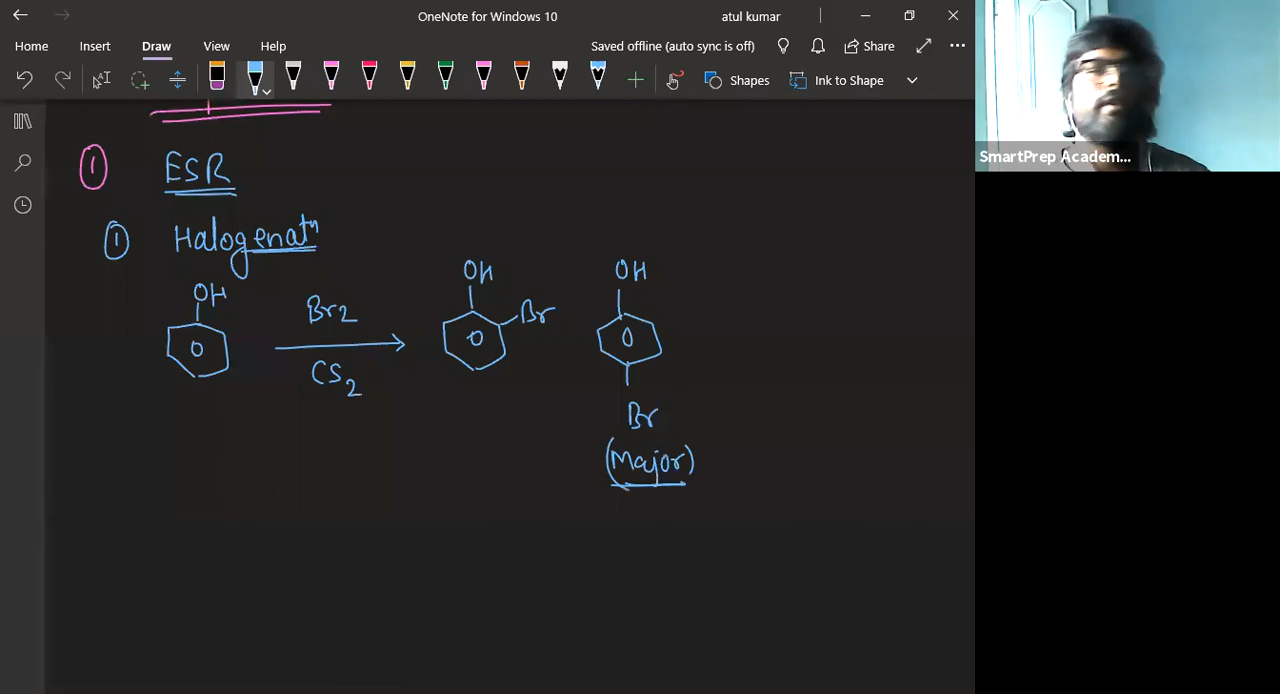 OneNote for Windows 10
atul kumar
Home Insert Draw View Help
Saved offline (auto sync is off)
Share
Shapes
Ink to Shape
SmartPrep Academ...
① ESR
① Halogenatⁿ
OH
Br2
CS2
OH
Br
OH
Br
(Major)